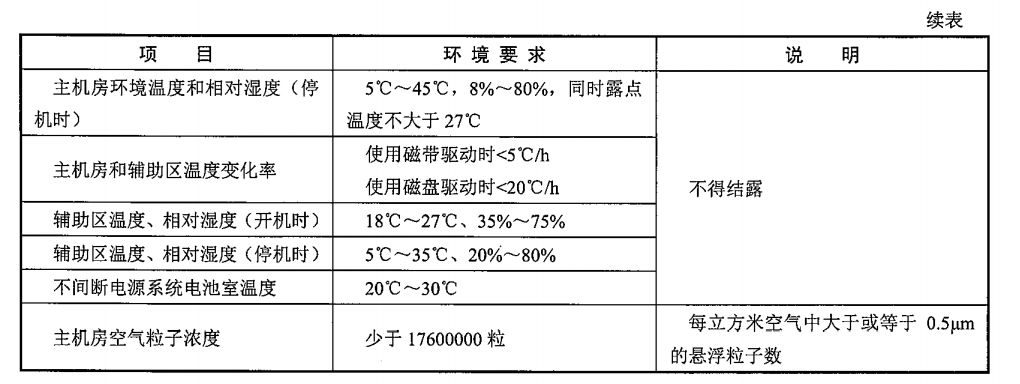 续表
项 目 环 境 要 求 说 明
主机房环境温度和相对湿度（停
机时）
5℃～45℃，8%～80%，同时露点
温度不大于 27℃
不得结露
主机房和辅助区温度变化率
使用磁带驱动时<5℃/h
使用磁盘驱动时<20℃/h
辅助区温度、相对湿度（开机时） 18℃～27℃、35%～75%
辅助区温度、相对湿度（停机时） 5℃～35℃、20%～80%
不间断电源系统电池室温度 20℃～30℃
主机房空气粒子浓度 少于 17600000 粒
每立方米空气中大于或等于 0.5μm
的悬浮粒子数